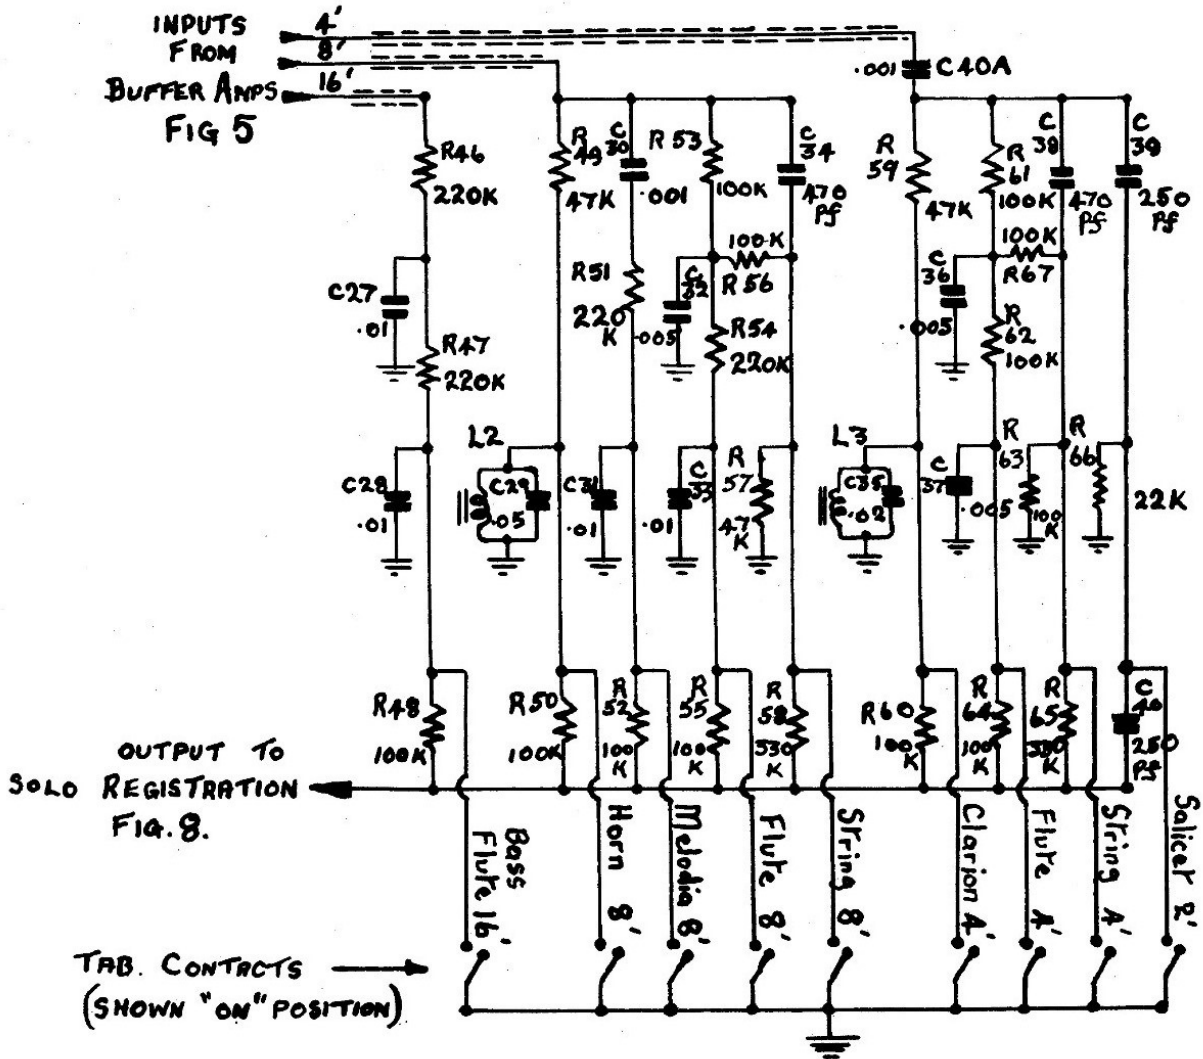 INPUTS
FROM
BUFFER AMPS
FIG 5
4'
8'
16'
.001 C40A
R46
220K
R
49
47K
C
30
.001
R 53
100K
C
34
470
Pf
R
59
47K
R
61
100K
C
38
470
Pf
C
39
250
Pf
C27
.01
R47
220K
R51
220
K
C
32
.005
100K
R56
R54
220K
C
36
.005
100K
R67
R
62
100K
C28
.01
L2
C29
.05
C31
.01
C
33
.01
R
57
47
K
L3
C35
.02
C
37
.005
R
63
100
K
R
66
22K
R48
100K
R50
100K
R
52
100
K
R
55
100
K
R
58
330
K
R60
100
K
R
64
100
K
R
65
330
K
C
40
250
Pf
OUTPUT TO
SOLO REGISTRATION
FIG. 8.
Bass
Flute 16'
Horn 8'
Melodia 8'
Flute 8'
String 8'
Clarion 4'
Flute 4'
String 4'
Salicet 2'
TAB. CONTACTS
(SHOWN "ON" POSITION)